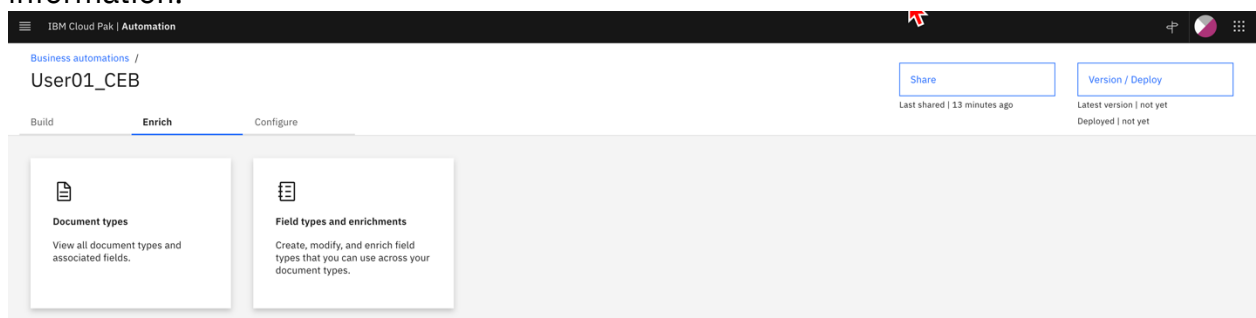 information.
IBM Cloud Pak | Automation
Business automations /
User01_CEB
Share
Version / Deploy
Last shared | 13 minutes ago
Latest version | not yet
Deployed | not yet
Build
Enrich
Configure
Document types
View all document types and
associated fields.
Field types and enrichments
Create, modify, and enrich field
types that you can use across your
document types.